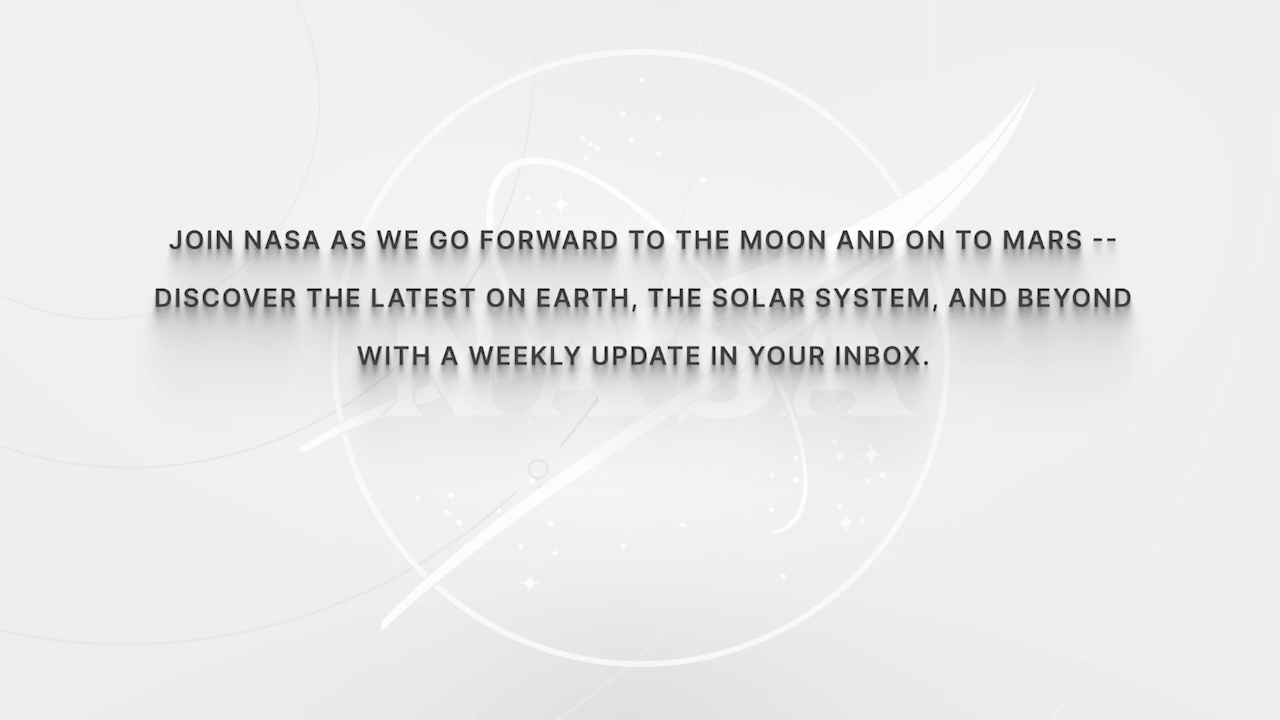 JOIN NASA AS WE GO FORWARD TO THE MOON AND ON TO MARS --
DISCOVER THE LATEST ON EARTH, THE SOLAR SYSTEM, AND BEYOND
WITH A WEEKLY UPDATE IN YOUR INBOX.
NASA